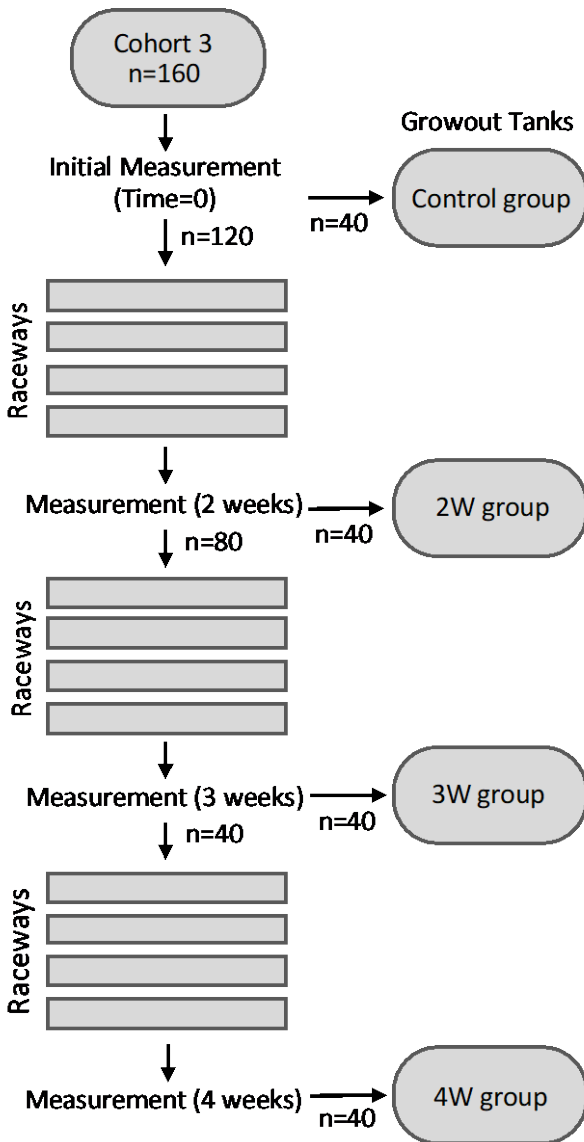 Cohort 3
n=160
Growout Tanks
Initial Measurement
(Time=0)
n=40
Control group
n=120
Raceways
Measurement (2 weeks)
n=40
2W group
n=80
Raceways
Measurement (3 weeks)
n=40
3W group
n=40
Raceways
Measurement (4 weeks)
n=40
4W group